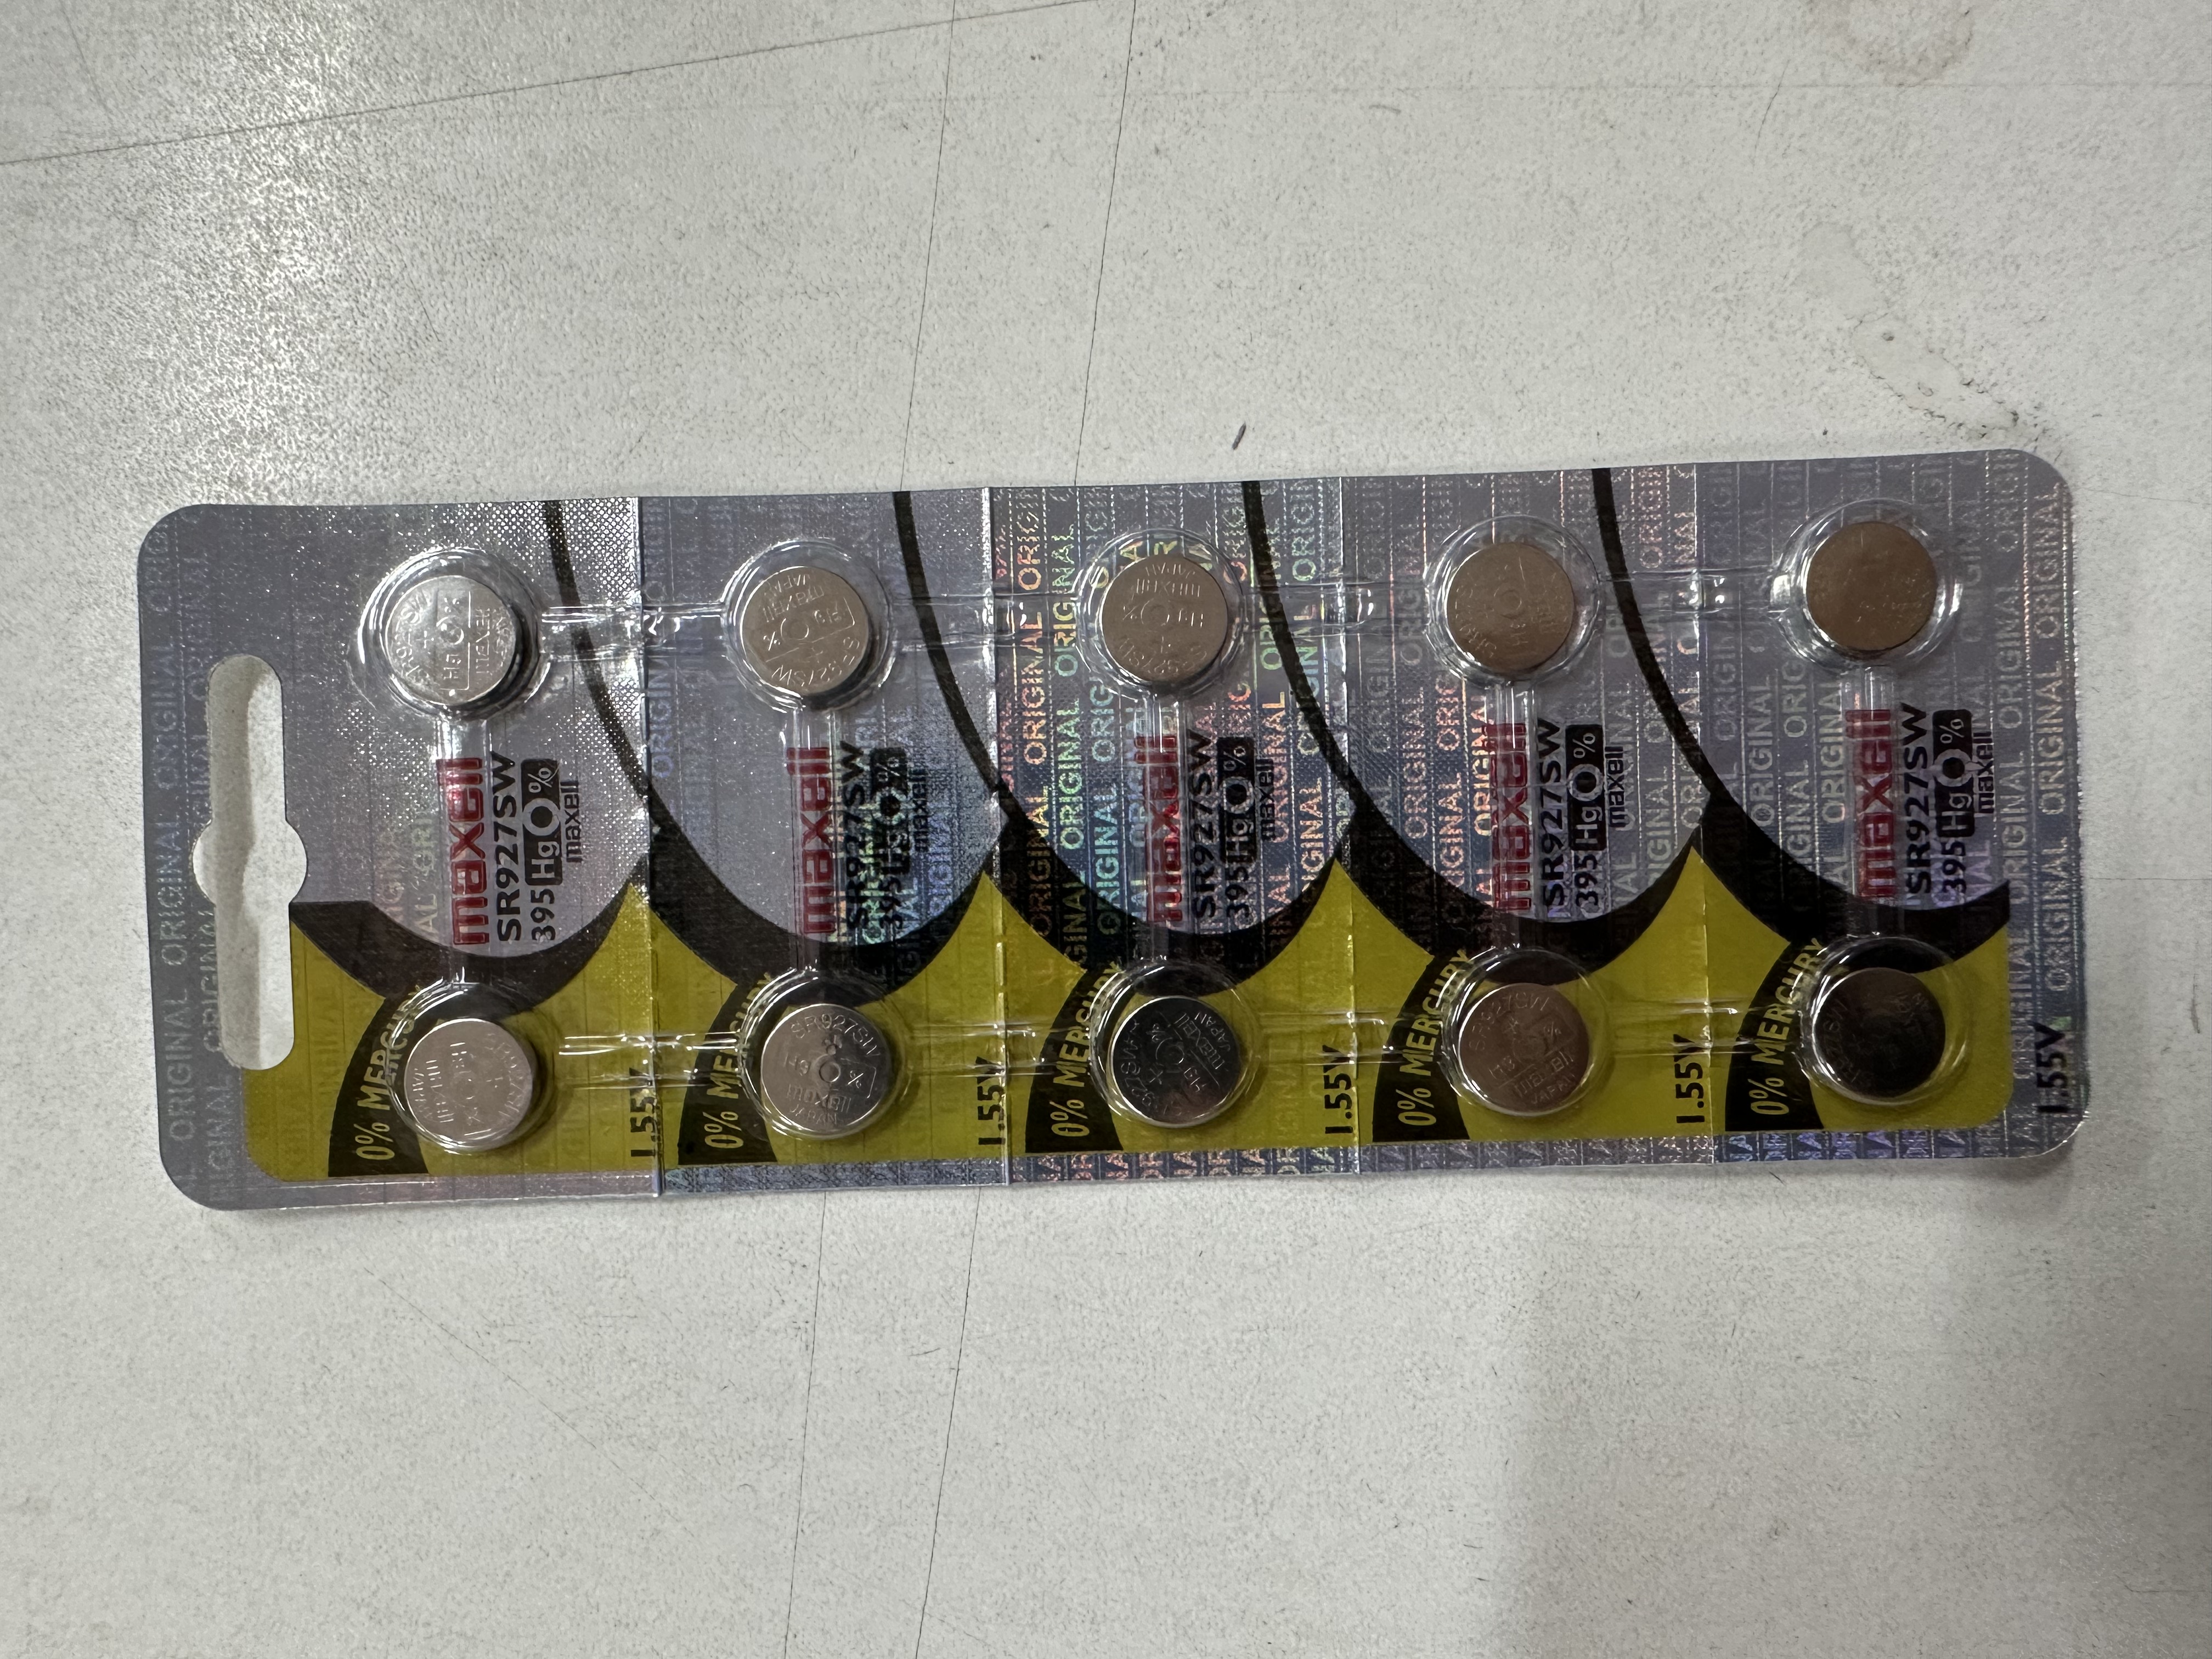 ORIGINAL ORIGINAL ORIGINAL
maxell
SR927SW
395 Hg 0%
maxell
0% MERCURY
1.55V
maxell
SR927SW
395 Hg 0%
maxell
0% MERCURY
1.55V
maxell
SR927SW
395 Hg 0%
maxell
0% MERCURY
1.55V
maxell
SR927SW
395 Hg 0%
maxell
0% MERCURY
1.55V
maxell
SR927SW
395 Hg 0%
maxell
0% MERCURY
1.55V
SR927SW
Hg 0%
maxell
JAPAN